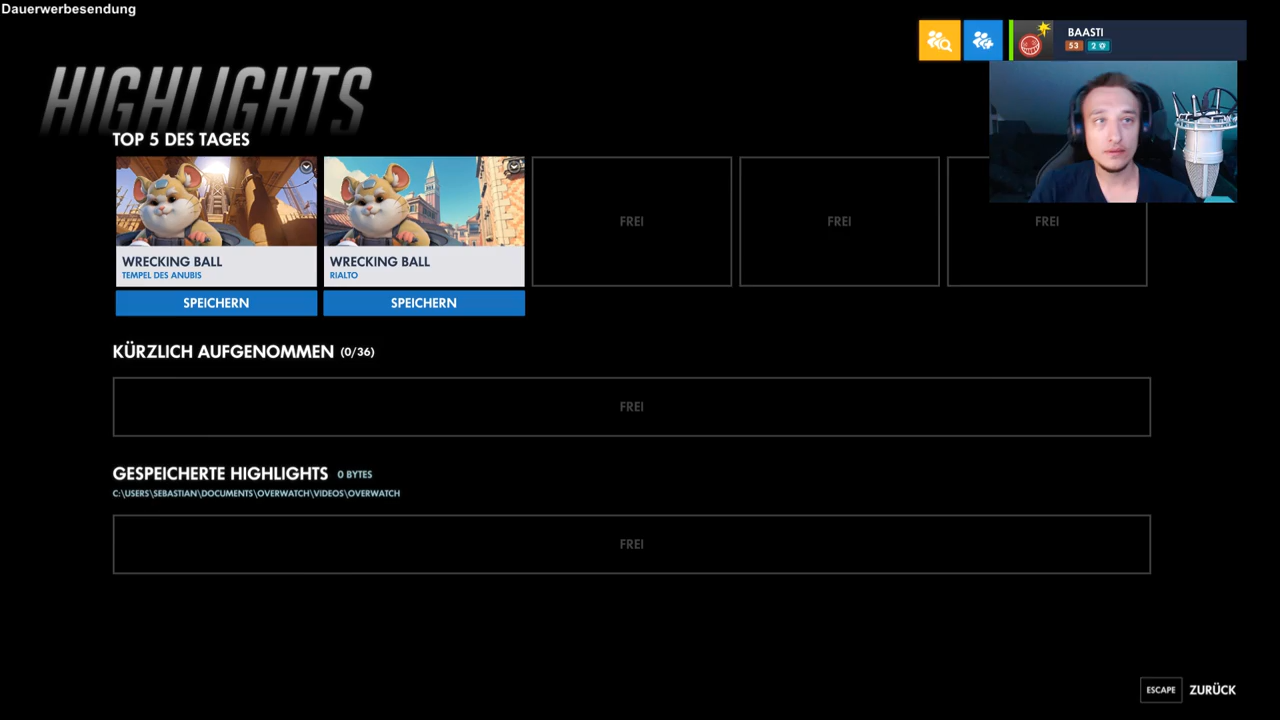 Dauerwerbesendung
BAASTI
53 2
HIGHLIGHTS
TOP 5 DES TAGES
WRECKING BALL
TEMPEL DES ANUBIS
SPEICHERN
WRECKING BALL
RIALTO
SPEICHERN
FREI
FREI
FREI
KÜRZLICH AUFGENOMMEN (0/36)
FREI
GESPEICHERTE HIGHLIGHTS 0 BYTES
C:\USERS\SEBASTIAN\DOCUMENTS\OVERWATCH\VIDEOS\OVERWATCH
FREI
ESCAPE ZURÜCK